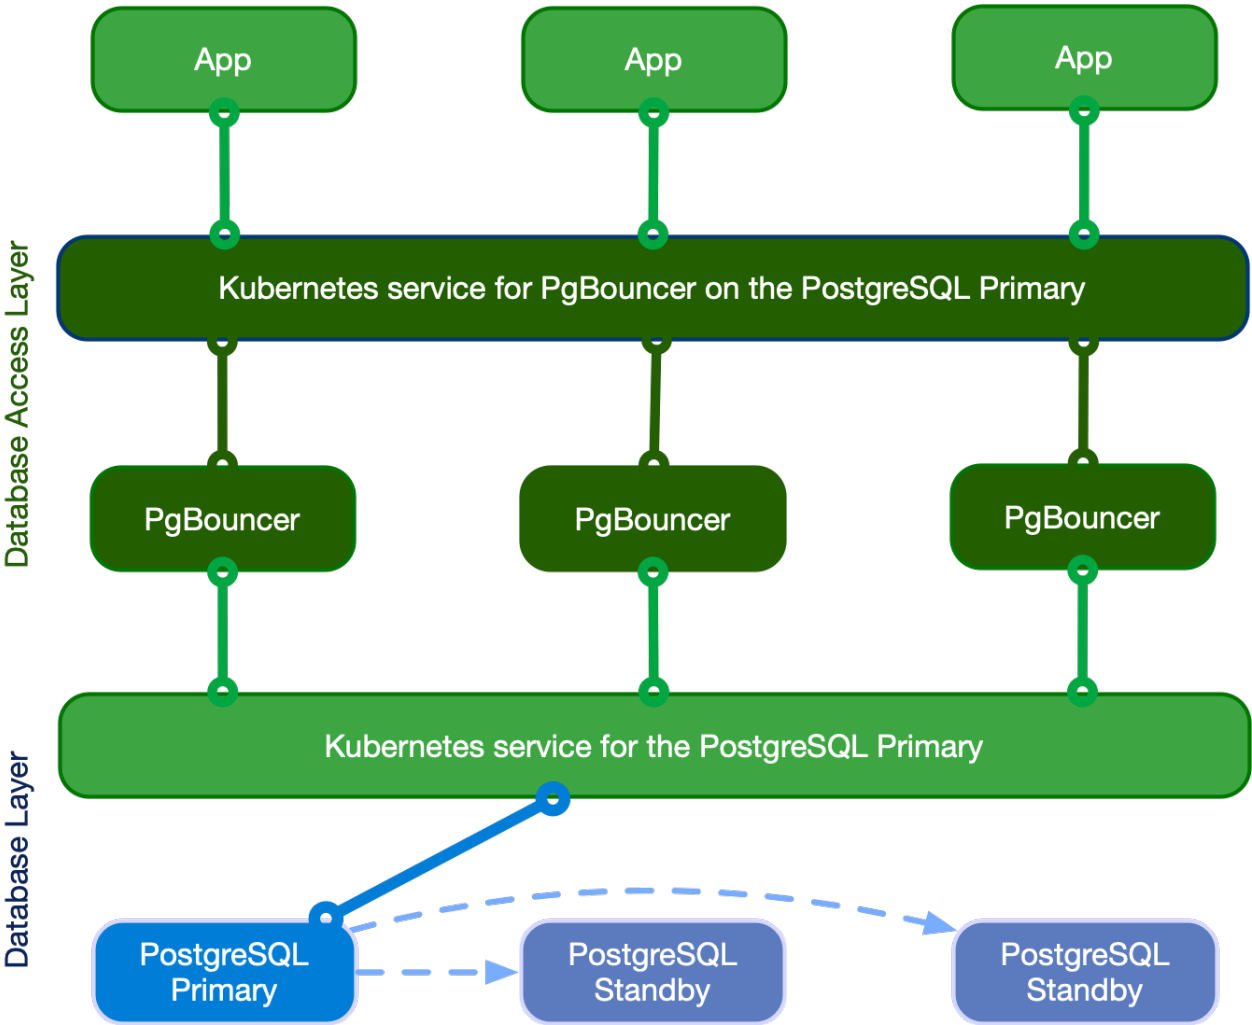 App
App
App
Database Access Layer
Kubernetes service for PgBouncer on the PostgreSQL Primary
PgBouncer
PgBouncer
PgBouncer
Database Layer
Kubernetes service for the PostgreSQL Primary
PostgreSQL
Primary
PostgreSQL
Standby
PostgreSQL
Standby